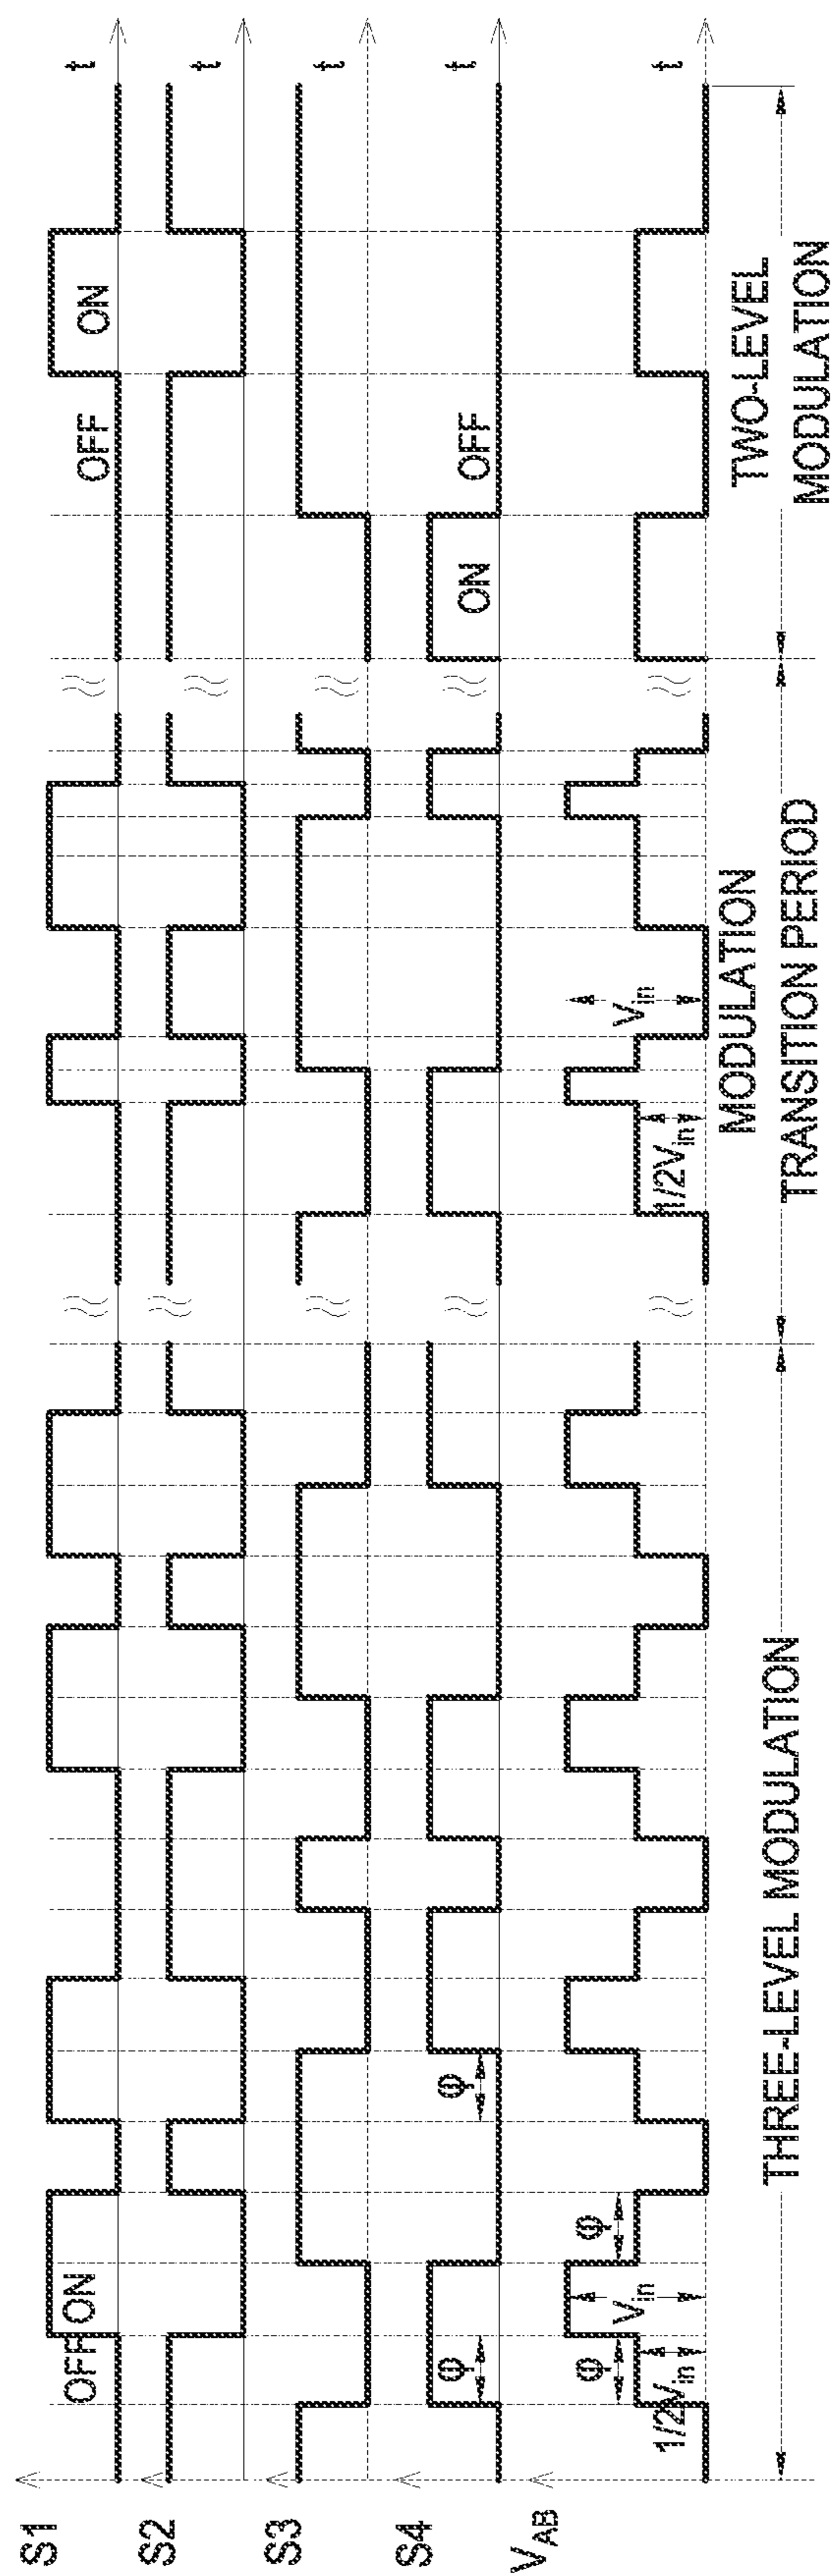 S1
OFF
ON
OFF
ON
t
S2
t
S3
t
S4
φ
φ
ON
OFF
t
V_AB
1/2V_in
φ
V_in
φ
1/2V_in
V_in
t
THREE-LEVEL MODULATION
MODULATION
TRANSITION PERIOD
TWO-LEVEL
MODULATION